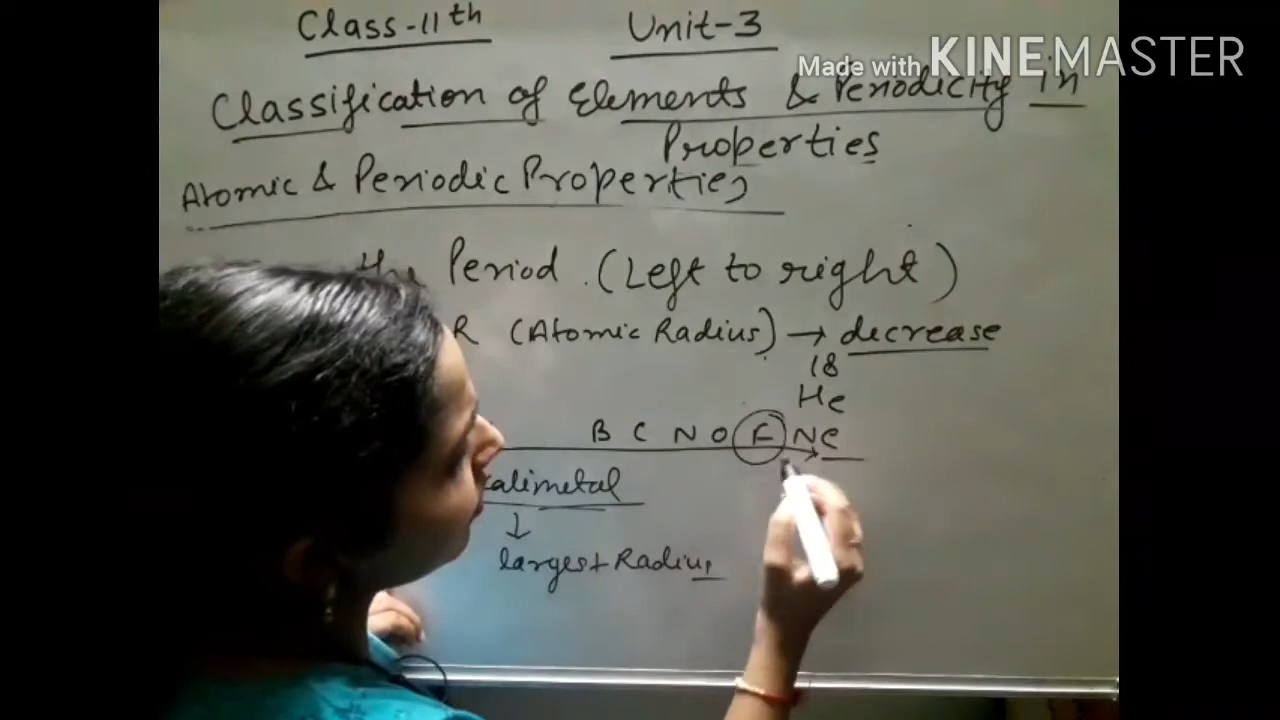 Class-11th Unit-3
Made with KINEMASTER
Classification of Elements & Periodicity in
Properties
Atomic & Periodic Properties
Period (Left to right)
R (Atomic Radius) → decrease
18
He
B C N O F Ne
alimetal
↓
largest Radius